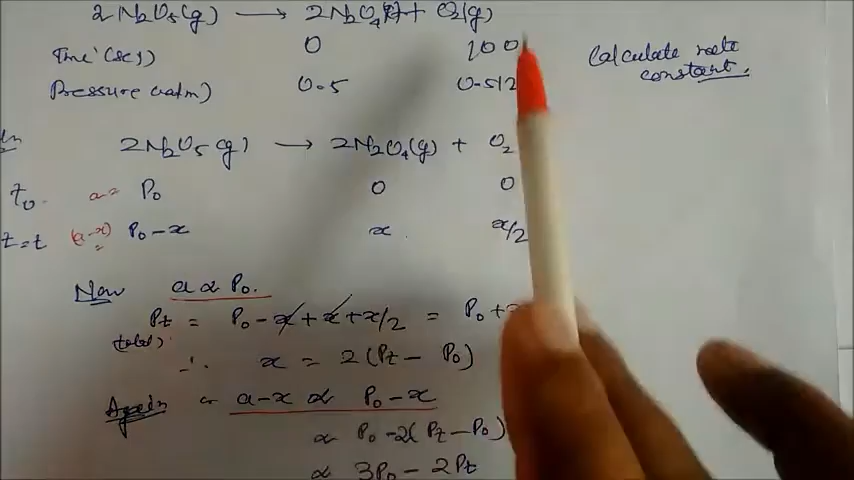 2N₂O₅(g) ⟶ 2N₂O₄(g) + O₂(g)
Time (sec) 0 100
Calculate rate constant.
Pressure (atm) 0.5 0.512
2N₂O₅(g) ⟶ 2N₂O₄(g) + O₂
t₀ a= P₀ 0 0
t=t (a-x) P₀-x x x/2
Now a ∝ P₀.
Pt = P₀-x+x+x/2 = P₀+
(total)
∴ x = 2(Pt - P₀)
Again a-x ∝ P₀-x
∝ P₀-2(Pt-P₀)
∝ 3P₀-2Pt